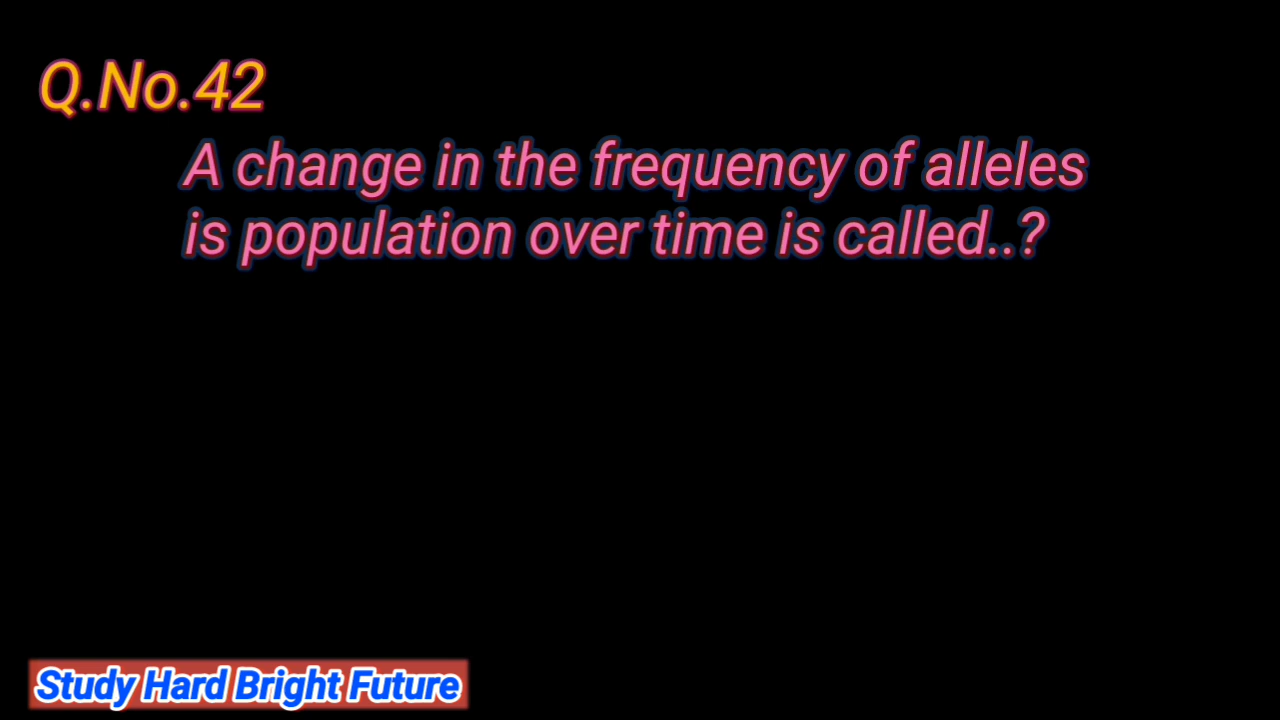 Q.No.42
A change in the frequency of alleles
is population over time is called..?
Study Hard Bright Future